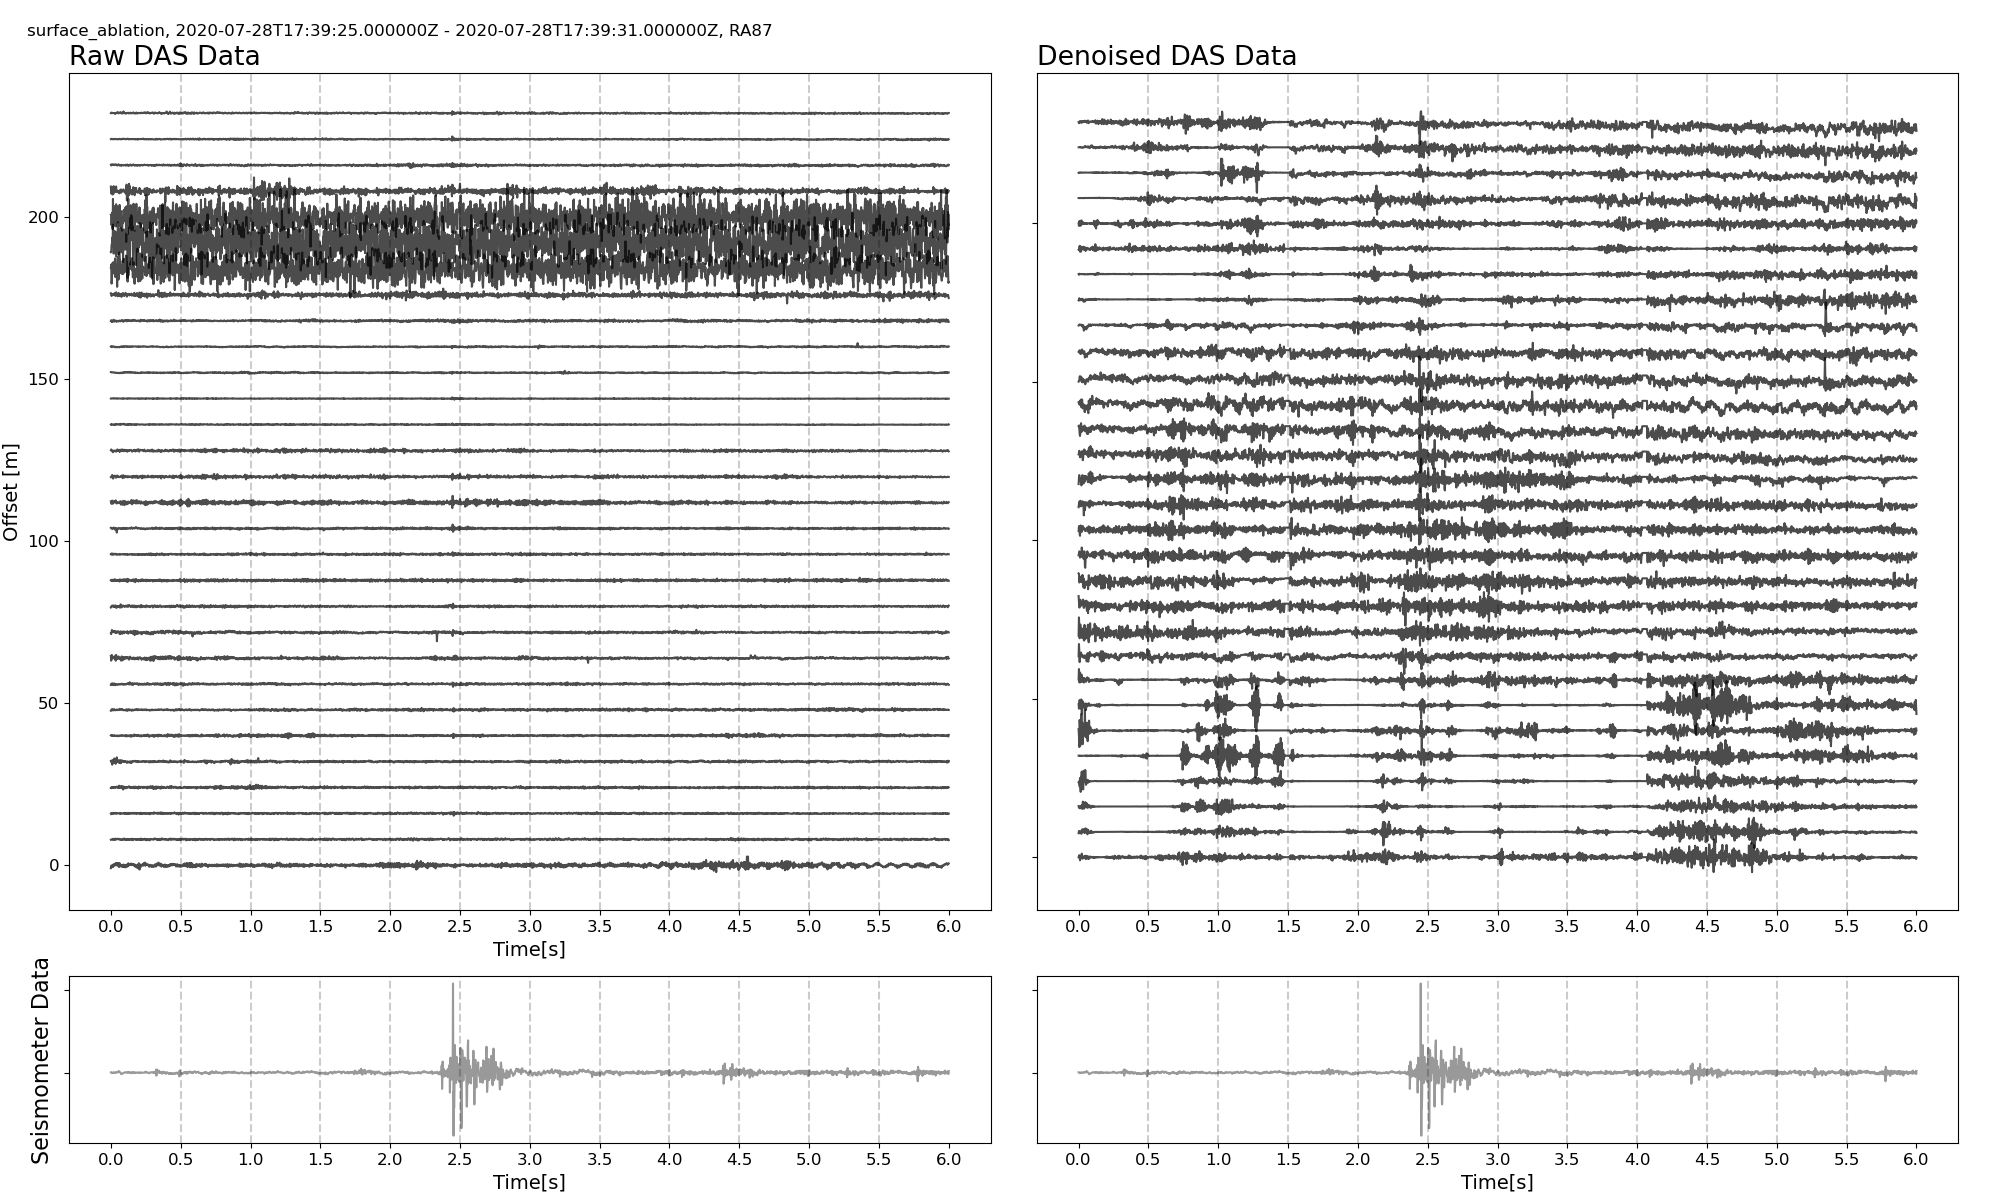 surface_ablation, 2020-07-28T17:39:25.000000Z - 2020-07-28T17:39:31.000000Z, RA87
Raw DAS Data
Denoised DAS Data
Offset [m]
200
150
100
50
0
0.0 0.5 1.0 1.5 2.0 2.5 3.0 3.5 4.0 4.5 5.0 5.5 6.0
Time[s]
0.0 0.5 1.0 1.5 2.0 2.5 3.0 3.5 4.0 4.5 5.0 5.5 6.0
Seismometer Data
0.0 0.5 1.0 1.5 2.0 2.5 3.0 3.5 4.0 4.5 5.0 5.5 6.0
Time[s]
0.0 0.5 1.0 1.5 2.0 2.5 3.0 3.5 4.0 4.5 5.0 5.5 6.0
Time[s]